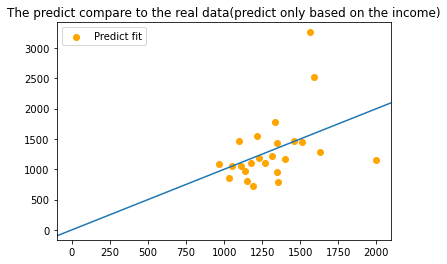 The predict compare to the real data(predict only based on the income)
Predict fit
3000
2500
2000
1500
1000
500
0
0 250 500 750 1000 1250 1500 1750 2000